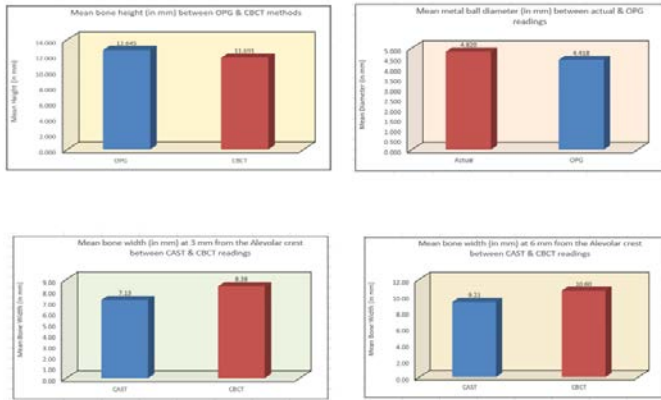 Mean bone height (in mm) between OPG & CBCT methods
Mean Height (in mm)
14.000
12.000
10.000
8.000
6.000
4.000
2.000
0.000
12.645
11.693
OPG
CBCT
Mean metal ball diameter (in mm) between actual & OPG
readings
Mean Diameter (in mm)
5.000
4.500
4.000
3.500
3.000
2.500
2.000
1.500
1.000
0.500
0.000
4.820
4.418
Actual
OPG
Mean bone width (in mm) at 3 mm from the Alevolar crest
between CAST & CBCT readings
Mean Bone Width (in mm)
9.00
8.00
7.00
6.00
5.00
4.00
3.00
2.00
1.00
0.00
7.13
8.38
CAST
CBCT
Mean bone width (in mm) at 6 mm from the Alevolar crest
between CAST & CBCT readings
Mean Bone Width (in mm)
12.00
10.00
8.00
6.00
4.00
2.00
0.00
9.21
10.60
CAST
CBCT